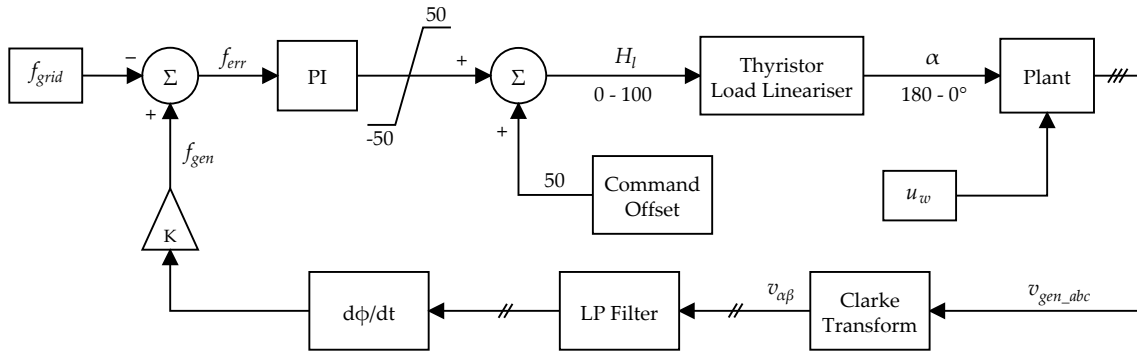 50
f_grid
−
Σ
f_err
PI
+
Σ
H_l
Thyristor
Load Lineariser
α
Plant
0 - 100
180 - 0°
+
-50
+
f_gen
50
Command
Offset
u_w
K
dϕ/dt
LP Filter
v_αβ
Clarke
Transform
v_gen_abc